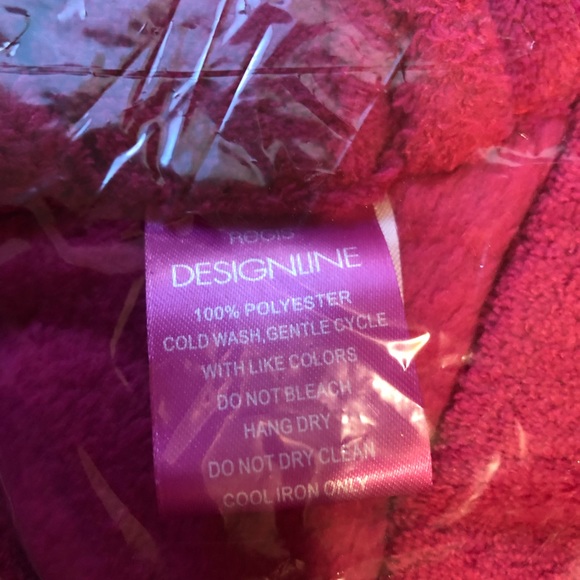 REGIS
DESIGNLINE
100% POLYESTER
COLD WASH,GENTLE CYCLE
WITH LIKE COLORS
DO NOT BLEACH
HANG DRY
DO NOT DRY CLEAN
COOL IRON ONLY